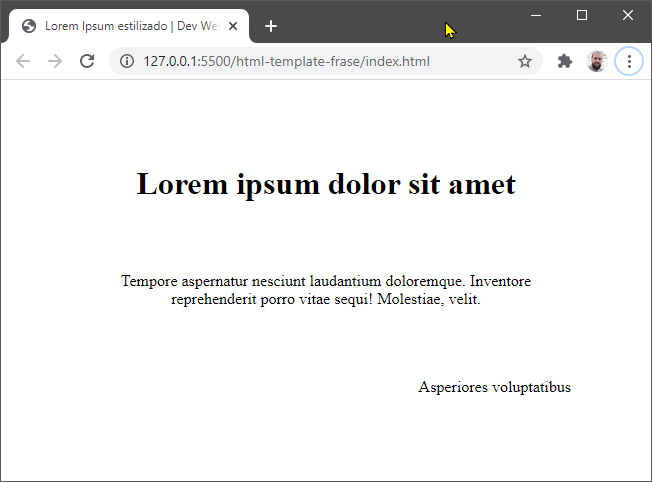 Lorem Ipsum estilizado | Dev We
127.0.0.1:5500/html-template-frase/index.html
Lorem ipsum dolor sit amet
Tempore aspernatur nesciunt laudantium doloremque. Inventore
reprehenderit porro vitae sequi! Molestiae, velit.
Asperiores voluptatibus